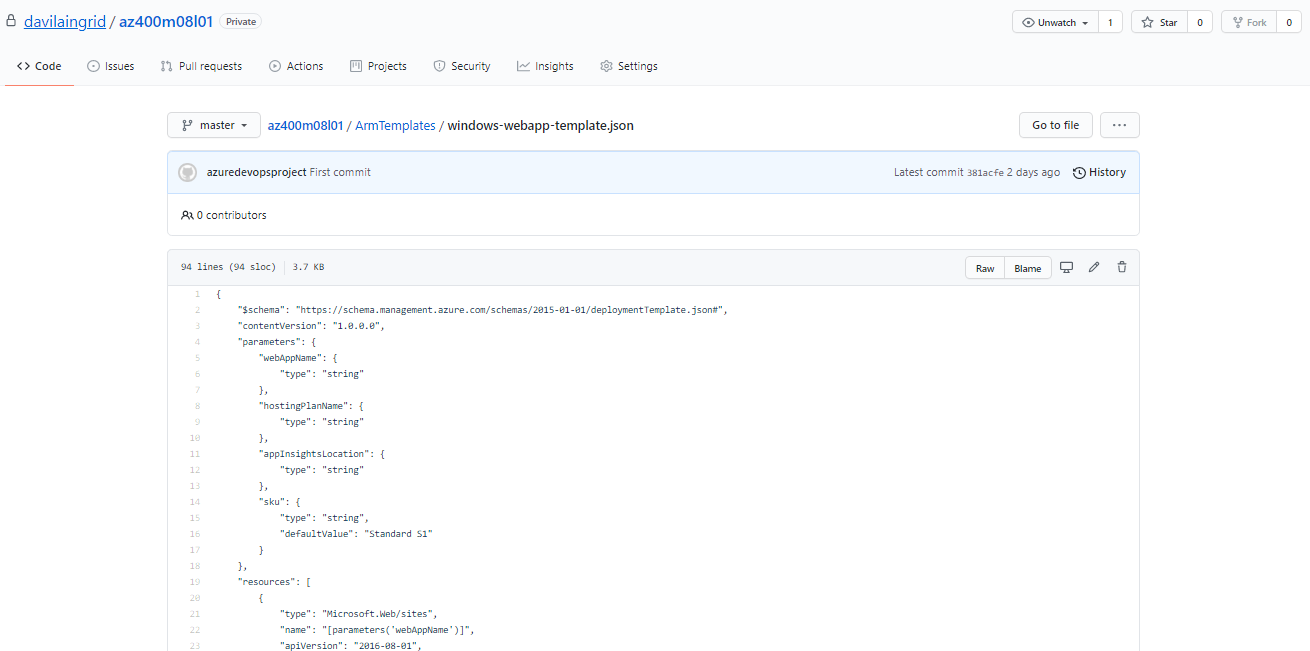 davilaingrid / az400m08l01 Private Unwatch 1 Star 0 Fork 0
Code Issues Pull requests Actions Projects Security Insights Settings
master az400m08l01 / ArmTemplates / windows-webapp-template.json Go to file ...
azuredevopsproject First commit Latest commit 381acfe 2 days ago History
0 contributors
94 lines (94 sloc) 3.7 KB Raw Blame
1 {
2 "$schema": "https://schema.management.azure.com/schemas/2015-01-01/deploymentTemplate.json#",
3 "contentVersion": "1.0.0.0",
4 "parameters": {
5 "webAppName": {
6 "type": "string"
7 },
8 "hostingPlanName": {
9 "type": "string"
10 },
11 "appInsightsLocation": {
12 "type": "string"
13 },
14 "sku": {
15 "type": "string",
16 "defaultValue": "Standard S1"
17 }
18 },
19 "resources": [
20 {
21 "type": "Microsoft.Web/sites",
22 "name": "[parameters('webAppName')]",
23 "apiVersion": "2016-08-01",